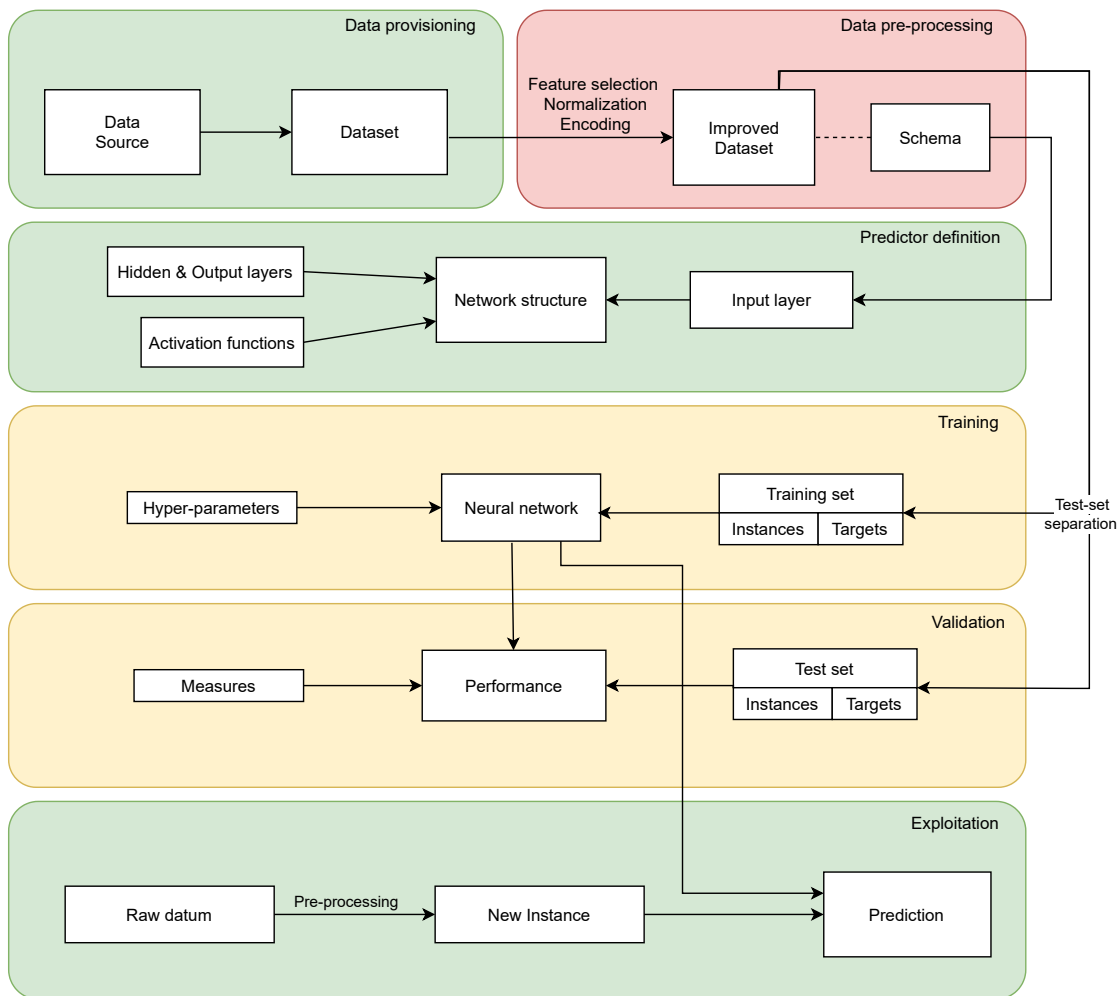 Data provisioning
Data
Source
Dataset
Data pre-processing
Feature selection
Normalization
Encoding
Improved
Dataset
Schema
Predictor definition
Hidden & Output layers
Activation functions
Network structure
Input layer
Training
Hyper-parameters
Neural network
Training set
Instances
Targets
Test-set
separation
Validation
Measures
Performance
Test set
Instances
Targets
Exploitation
Raw datum
Pre-processing
New Instance
Prediction